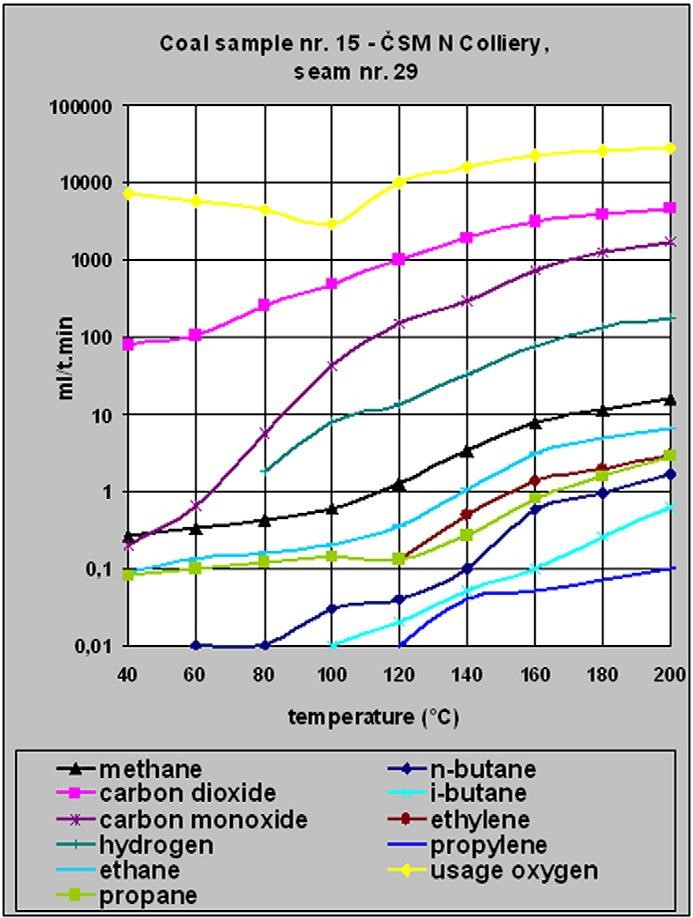 Coal sample nr. 15 - ČSM N Colliery,
seam nr. 29
100000
10000
1000
100
10
1
0,1
0,01
ml/t.min
40 60 80 100 120 140 160 180 200
temperature (°C)
methane n-butane
carbon dioxide i-butane
carbon monoxide ethylene
hydrogen propylene
ethane usage oxygen
propane